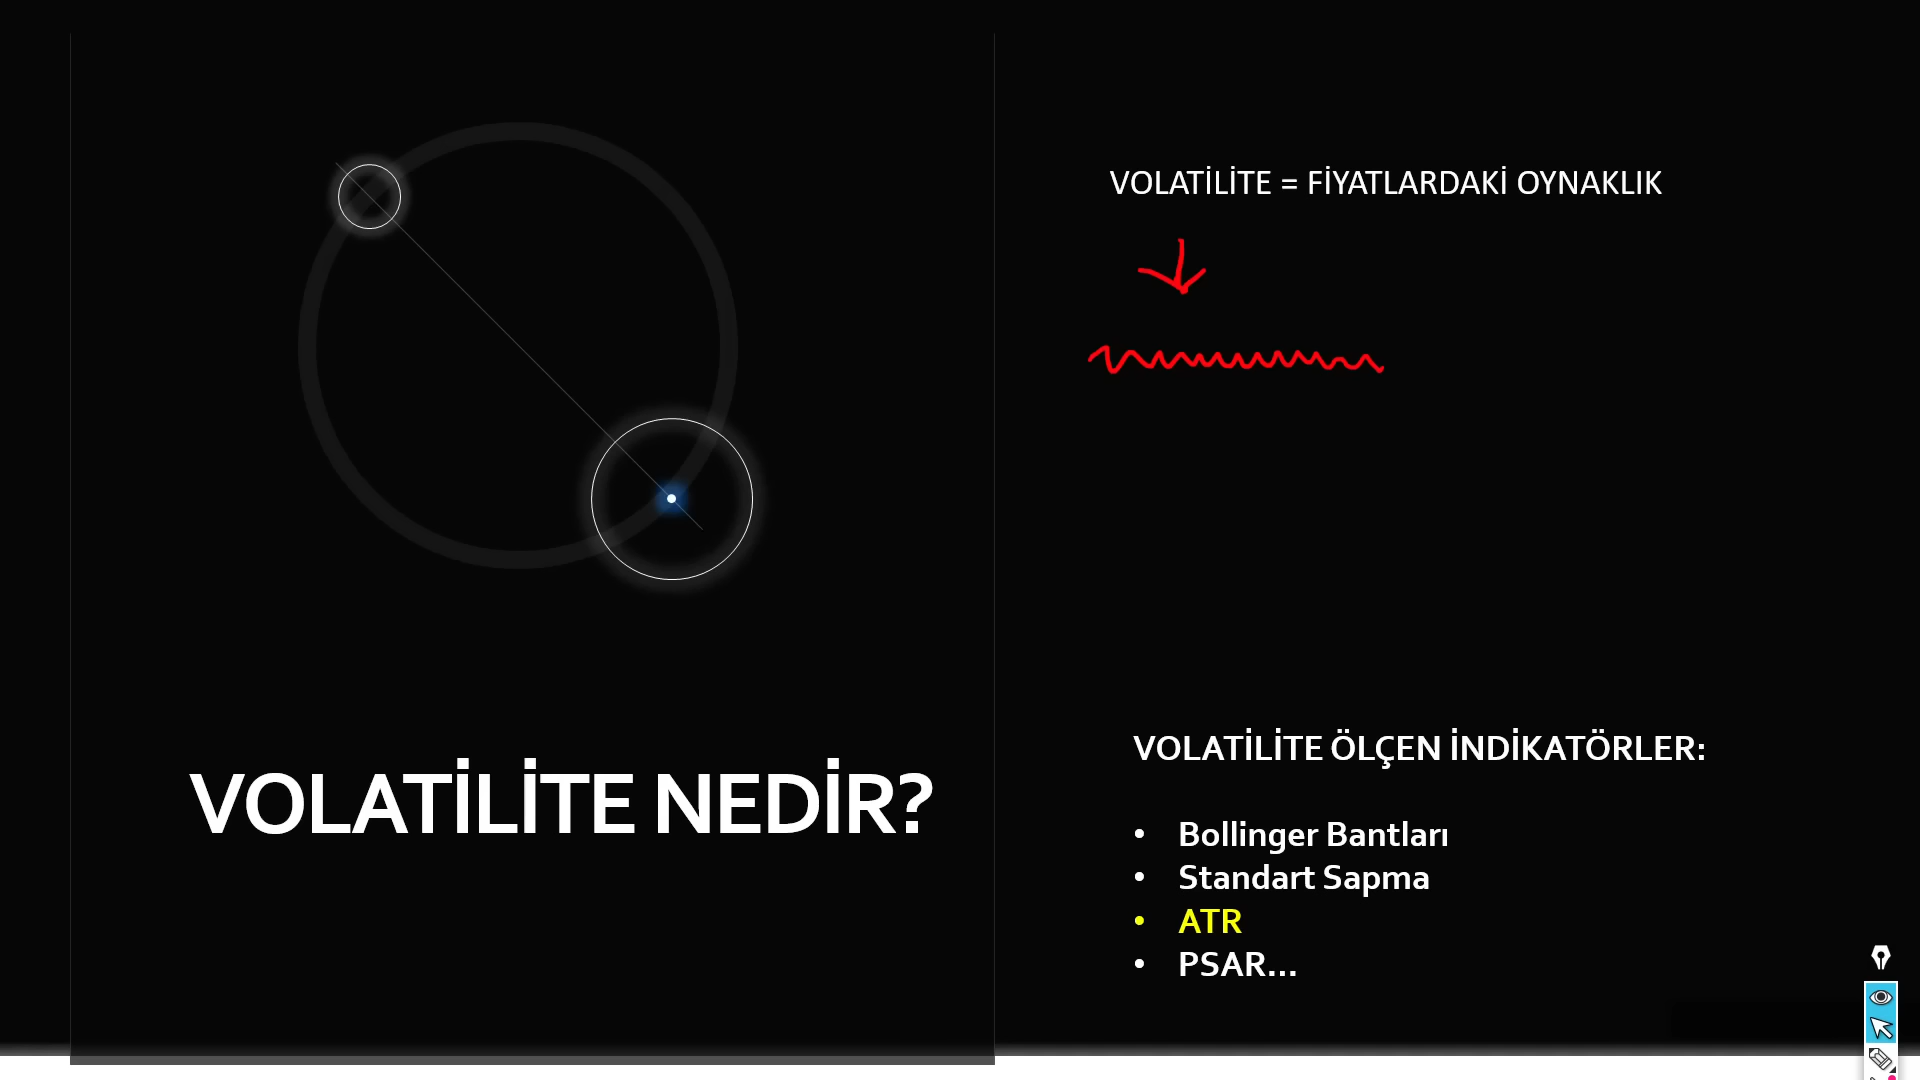 VOLATİLİTE NEDİR?
VOLATİLİTE = FİYATLARDAKİ OYNAKLIK
VOLATİLİTE ÖLÇEN İNDİKATÖRLER:
• Bollinger Bantları
• Standart Sapma
• ATR
• PSAR...